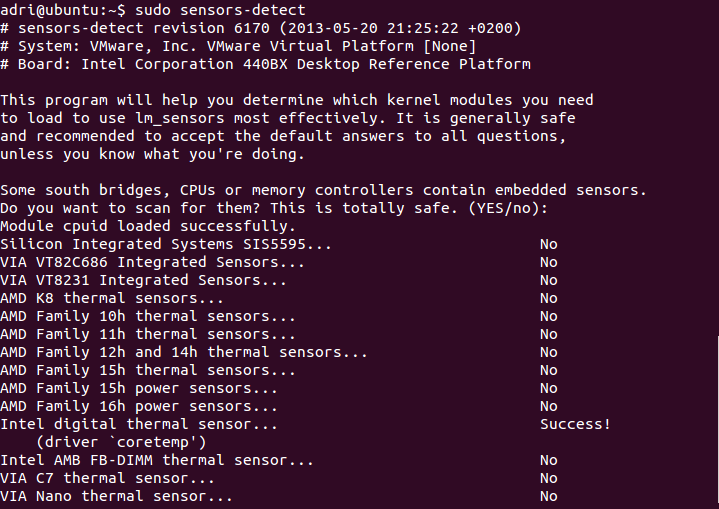 adri@ubuntu:~$ sudo sensors-detect
# sensors-detect revision 6170 (2013-05-20 21:25:22 +0200)
# System: VMware, Inc. VMware Virtual Platform [None]
# Board: Intel Corporation 440BX Desktop Reference Platform

This program will help you determine which kernel modules you need
to load to use lm_sensors most effectively. It is generally safe
and recommended to accept the default answers to all questions,
unless you know what you're doing.

Some south bridges, CPUs or memory controllers contain embedded sensors.
Do you want to scan for them? This is totally safe. (YES/no):
Module cpuid loaded successfully.
Silicon Integrated Systems SIS5595...                       No
VIA VT82C686 Integrated Sensors...                          No
VIA VT8231 Integrated Sensors...                            No
AMD K8 thermal sensors...                                   No
AMD Family 10h thermal sensors...                           No
AMD Family 11h thermal sensors...                           No
AMD Family 12h and 14h thermal sensors...                   No
AMD Family 15h thermal sensors...                           No
AMD Family 15h power sensors...                             No
AMD Family 16h power sensors...                             No
Intel digital thermal sensor...                             Success!
    (driver `coretemp')
Intel AMB FB-DIMM thermal sensor...                         No
VIA C7 thermal sensor...                                    No
VIA Nano thermal sensor...                                  No